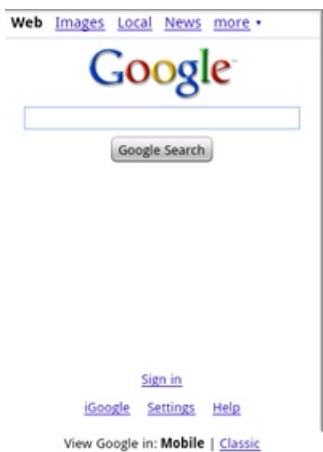 Web Images Local News more
Google
Google Search
Sign in
iGoogle Settings Help
View Google in: Mobile | Classic